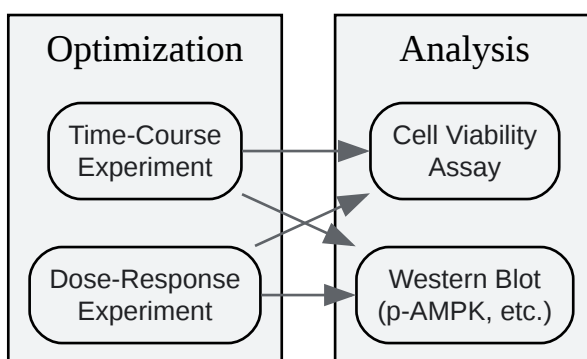 Optimization
Time-Course
Experiment
Dose-Response
Experiment
Analysis
Cell Viability
Assay
Western Blot
(p-AMPK, etc.)